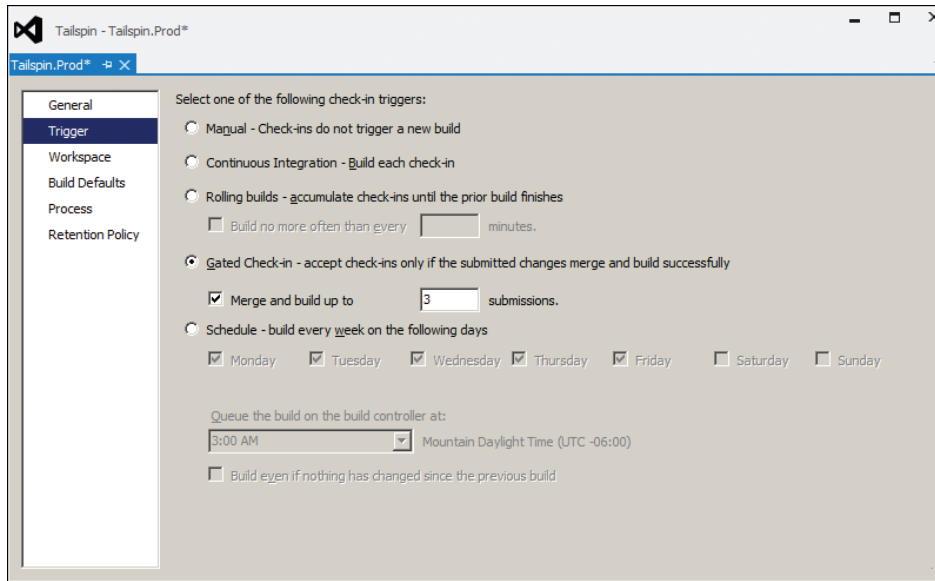 Tailspin - Tailspin.Prod*
Tailspin.Prod*
General
Trigger
Workspace
Build Defaults
Process
Retention Policy
Select one of the following check-in triggers:
Manual - Check-ins do not trigger a new build
Continuous Integration - Build each check-in
Rolling builds - accumulate check-ins until the prior build finishes
Build no more often than every minutes.
Gated Check-in - accept check-ins only if the submitted changes merge and build successfully
Merge and build up to 3 submissions.
Schedule - build every week on the following days
Monday Tuesday Wednesday Thursday Friday Saturday Sunday
Queue the build on the build controller at:
3:00 AM Mountain Daylight Time (UTC -06:00)
Build even if nothing has changed since the previous build